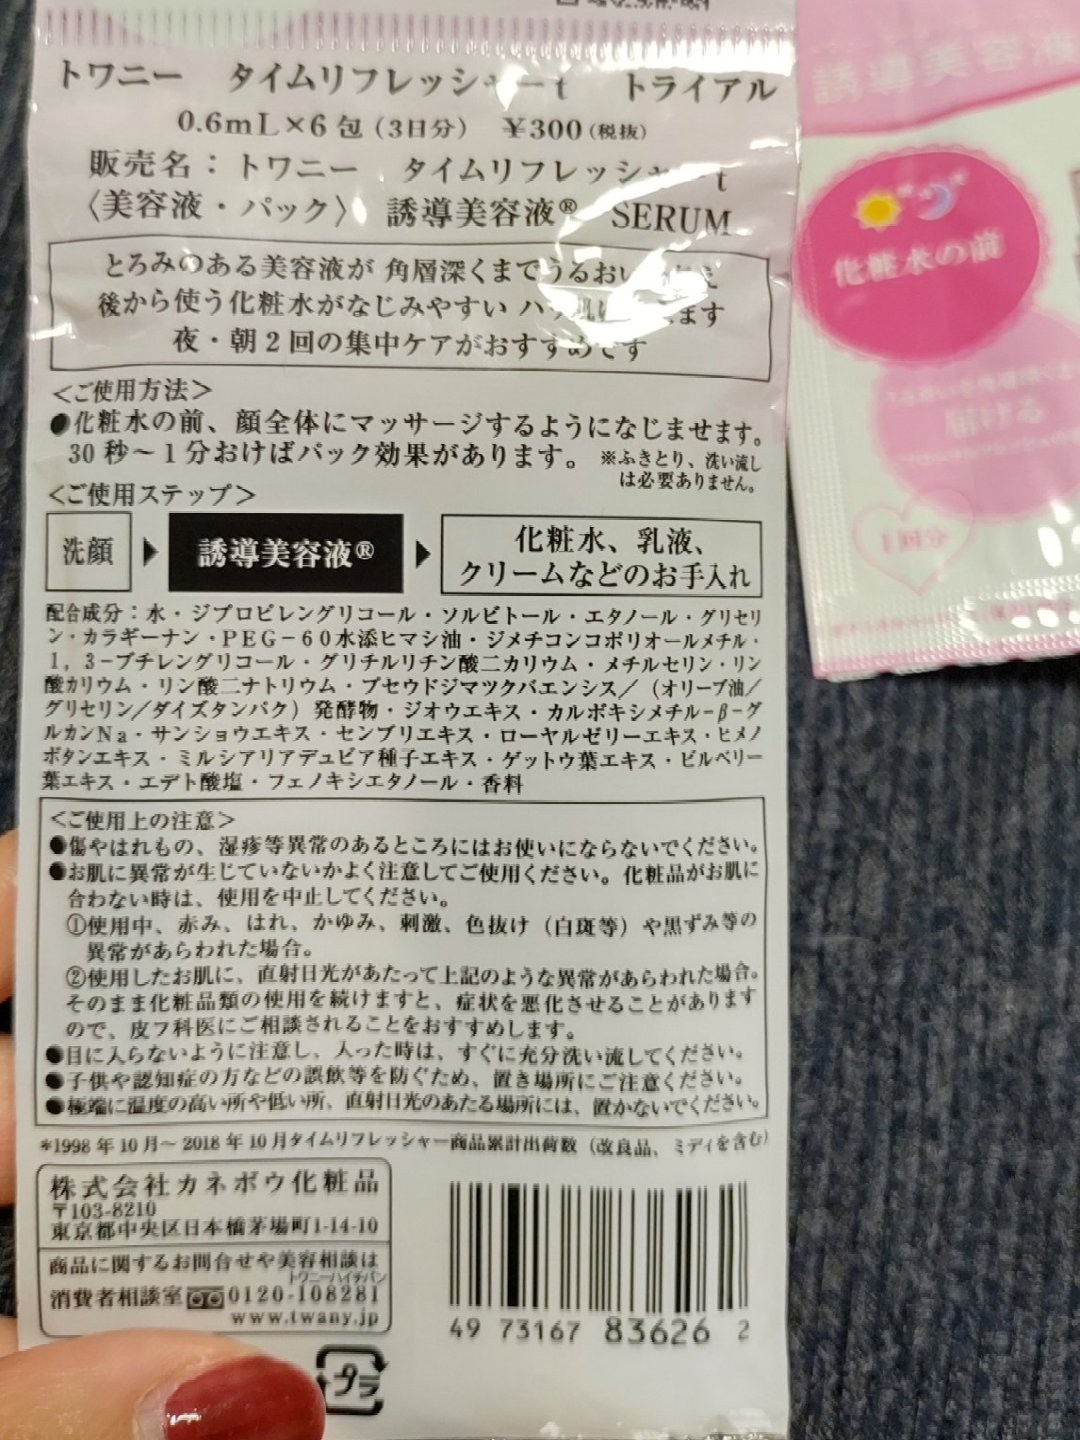 トワニー　タイムリフレッシャーt　トライアル
0.6mL×6包（3日分）　¥300（税抜）
販売名：トワニー　タイムリフレッシャーt
〈美容液・パック〉　誘導美容液®　SERUM
とろみのある美容液が 角層深くまでうるおい
後から使う化粧水がなじみやすい ハリ肌に ます
夜・朝2回の集中ケアがおすすめです
＜ご使用方法＞
●化粧水の前、顔全体にマッサージするようになじませます。
30秒～1分おけばパック効果があります。 ※ふきとり、洗い流し
は必要ありません。
＜ご使用ステップ＞
洗顔 ▶ 誘導美容液® ▶ 化粧水、乳液、
クリームなどのお手入れ
配合成分：水・ジプロピレングリコール・ソルビトール・エタノール・グリセリ
ン・カラギーナン・PEG－60水添ヒマシ油・ジメチコンコポリオールメチル・
1，3－ブチレングリコール・グリチルリチン酸二カリウム・メチルセリン・リン
酸カリウム・リン酸二ナトリウム・プセウドジマツクバエンシス／（オリーブ油／
グリセリン／ダイズタンパク）発酵物・ジオウエキス・カルボキシメチル－β－グ
ルカンNa・サンショウエキス・センブリエキス・ローヤルゼリーエキス・ヒメノ
ボタンエキス・ミルシアリアデュビア種子エキス・ゲットウ葉エキス・ビルベリー
葉エキス・エデト酸塩・フェノキシエタノール・香料
＜ご使用上の注意＞
●傷やはれもの、湿疹等異常のあるところにはお使いにならないでください。
●お肌に異常が生じていないかよく注意してご使用ください。化粧品がお肌に
合わない時は、使用を中止してください。
①使用中、赤み、はれ、かゆみ、刺激、色抜け（白斑等）や黒ずみ等の
異常があらわれた場合。
②使用したお肌に、直射日光があたって上記のような異常があらわれた場合。
そのまま化粧品類の使用を続けますと、症状を悪化させることがあります
ので、皮フ科医にご相談されることをおすすめします。
●目に入らないように注意し、入った時は、すぐに充分洗い流してください。
●子供や認知症の方などの誤飲等を防ぐため、置き場所にご注意ください。
●極端に温度の高い所や低い所、直射日光のあたる場所には、置かないでください。
*1998年10月～2018年10月タイムリフレッシャー商品累計出荷数（改良品、ミディを含む）
株式会社カネボウ化粧品
〒103-8210
東京都中央区日本橋茅場町1-14-10
商品に関するお問合せや美容相談は
トワニーハイチバン
消費者相談室 0120-108281
www.twany.jp
49 73167 83626 2
プラ
誘導美容液
化粧水の前
届ける
1回分